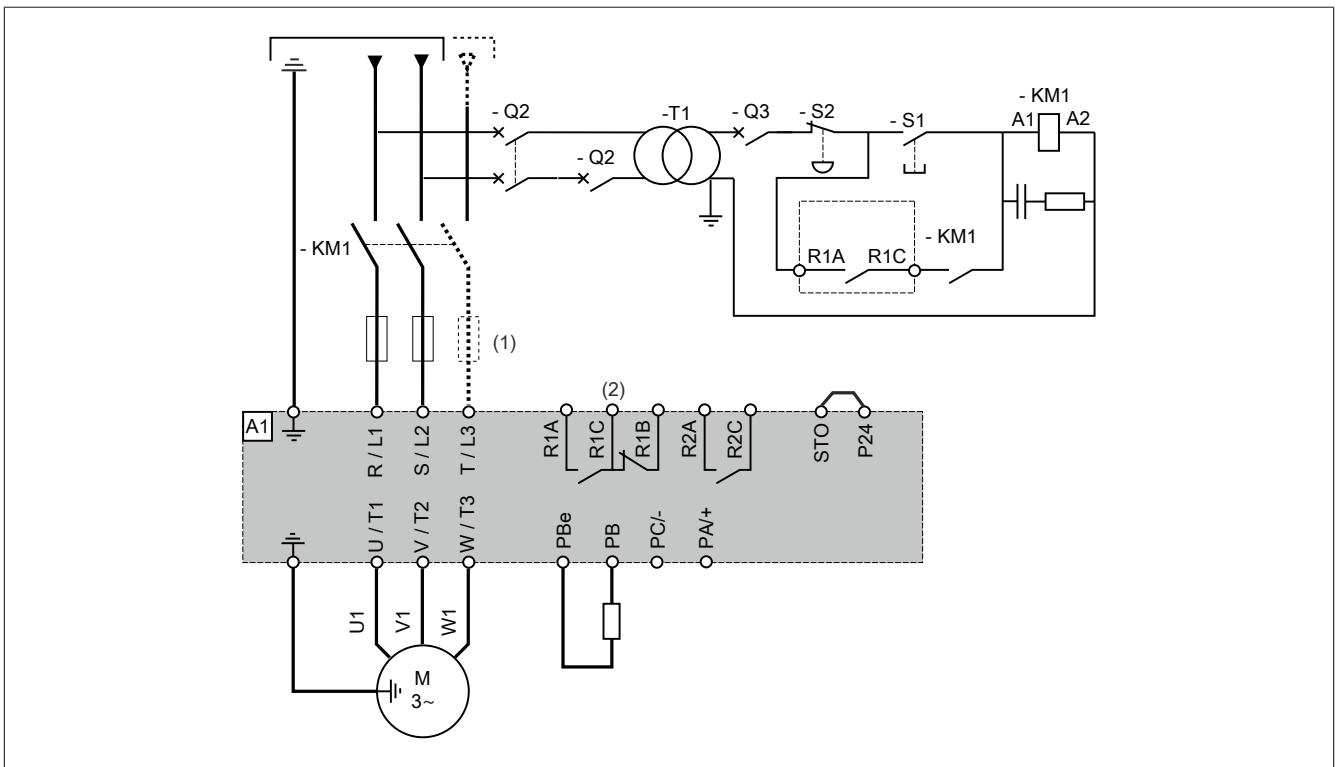 - Q2
-T1
- Q3
- S2
- S1
- KM1
A1
A2
- Q2
- KM1
- KM1
R1A
R1C
(1)
(2)
A1
R / L1
S / L2
T / L3
R1A
R1C
R1B
R2A
R2C
STO
P24
U / T1
V / T2
W / T3
PBe
PB
PC/-
PA/+
U1
V1
W1
M
3~